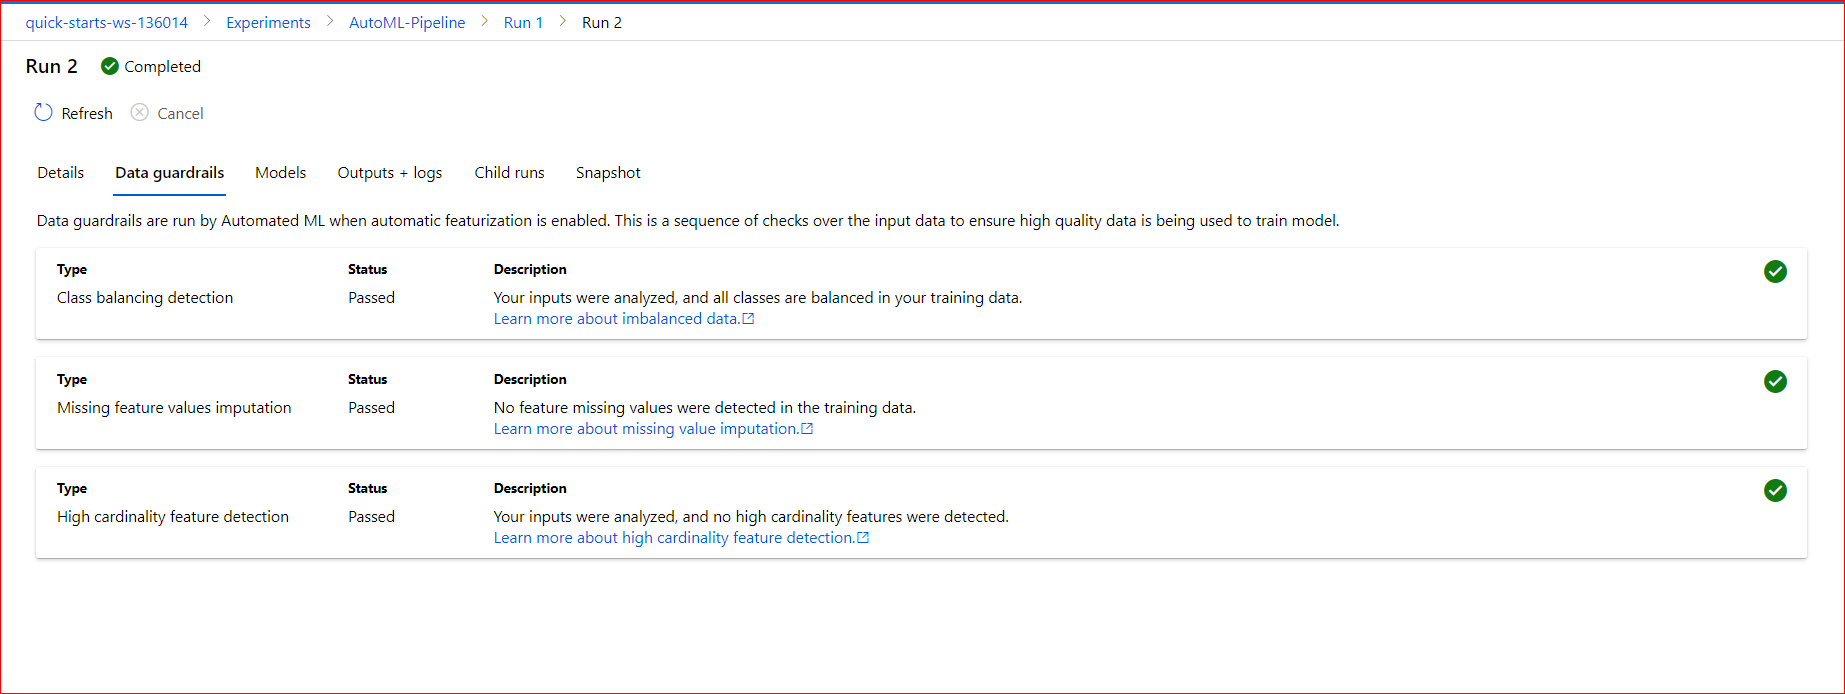 quick-starts-ws-136014 > Experiments > AutoML-Pipeline > Run 1 > Run 2
Run 2 Completed
Refresh Cancel
Details Data guardrails Models Outputs + logs Child runs Snapshot
Data guardrails are run by Automated ML when automatic featurization is enabled. This is a sequence of checks over the input data to ensure high quality data is being used to train model.
Type Status Description
Class balancing detection Passed Your inputs were analyzed, and all classes are balanced in your training data.
Learn more about imbalanced data.
Type Status Description
Missing feature values imputation Passed No feature missing values were detected in the training data.
Learn more about missing value imputation.
Type Status Description
High cardinality feature detection Passed Your inputs were analyzed, and no high cardinality features were detected.
Learn more about high cardinality feature detection.